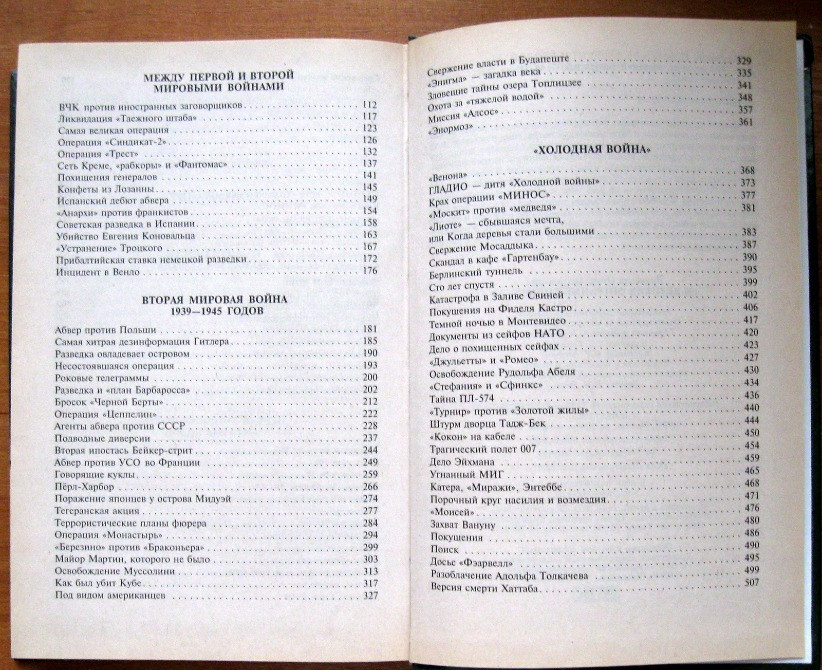 МЕЖДУ ПЕРВОЙ И ВТОРОЙ
МИРОВЫМИ ВОЙНАМИ
ВЧК против иностранных заговорщиков 112
Ликвидация «Таежного штаба» 117
Самая великая операция 123
Операция «Синдикат-2» 126
Операция «Трест» 132
Сеть Креме, «рабкоры» и «Фантомас» 137
Похищения генералов 141
Конфеты из Лозанны 145
Испанский дебют абвера 149
«Анархи» против франкистов 154
Советская разведка в Испании 158
Убийство Евгения Коновальца 163
«Устранение» Троцкого 167
Прибалтийская ставка немецкой разведки 172
Инцидент в Венло 176
ВТОРАЯ МИРОВАЯ ВОЙНА
1939—1945 ГОДОВ
Абвер против Польши 181
Самая хитрая дезинформация Гитлера 185
Разведка овладевает островом 190
Несостоявшаяся операция 193
Роковые телеграммы 200
Разведка и «план Барбаросса» 202
Бросок «Черной Берты» 212
Операция «Цеппелин» 222
Агенты абвера против СССР 228
Подводные диверсии 237
Вторая ипостась Бейкер-стрит 244
Абвер против УСО во Франции 249
Говорящие куклы 259
Пёрл-Харбор 266
Поражение японцев у острова Мидуэй 274
Тегеранская акция 277
Террористические планы фюрера 284
Операция «Монастырь» 294
«Березино» против «Браконьера» 299
Майор Мартин, которого не было 303
Освобождение Муссолини 313
Как был убит Кубе 317
Под видом американцев 327
Свержение власти в Будапеште 329
«Энигма» — загадка века 335
Зловещие тайны озера Топлицзее 341
Охота за «тяжелой водой» 348
Миссия «Алсос» 357
«Энормоз» 361
«ХОЛОДНАЯ ВОЙНА»
«Венона» 368
ГЛАДИО — дитя «Холодной войны» 373
Крах операции «МИНОС» 377
«Москит» против «медведя» 381
«Лиоте» — сбывшаяся мечта,
или Когда деревья стали большими 383
Свержение Мосаддыка 387
Скандал в кафе «Гартенбау» 390
Берлинский туннель 395
Сто лет спустя 399
Катастрофа в Заливе Свиней 402
Покушения на Фиделя Кастро 406
Темной ночью в Монтевидео 417
Документы из сейфов НАТО 420
Дело о похищенных сейфах 423
«Джульетты» и «Ромео» 427
Освобождение Рудольфа Абеля 430
«Стефания» и «Сфинкс» 434
Тайна ПЛ-574 436
«Турнир» против «Золотой жилы» 440
Штурм дворца Тадж-Бек 444
«Кокон» на кабеле 450
Трагический полет 007 454
Дело Эйхмана 459
Угнанный МИГ 465
Катера, «Миражи», Энтеббе 468
Порочный круг насилия и возмездия 471
«Моисей» 476
Захват Вануну 480
Покушения 486
Поиск 490
Досье «Фэарвелл» 495
Разоблачение Адольфа Толкачева 499
Версия смерти Хаттаба 507